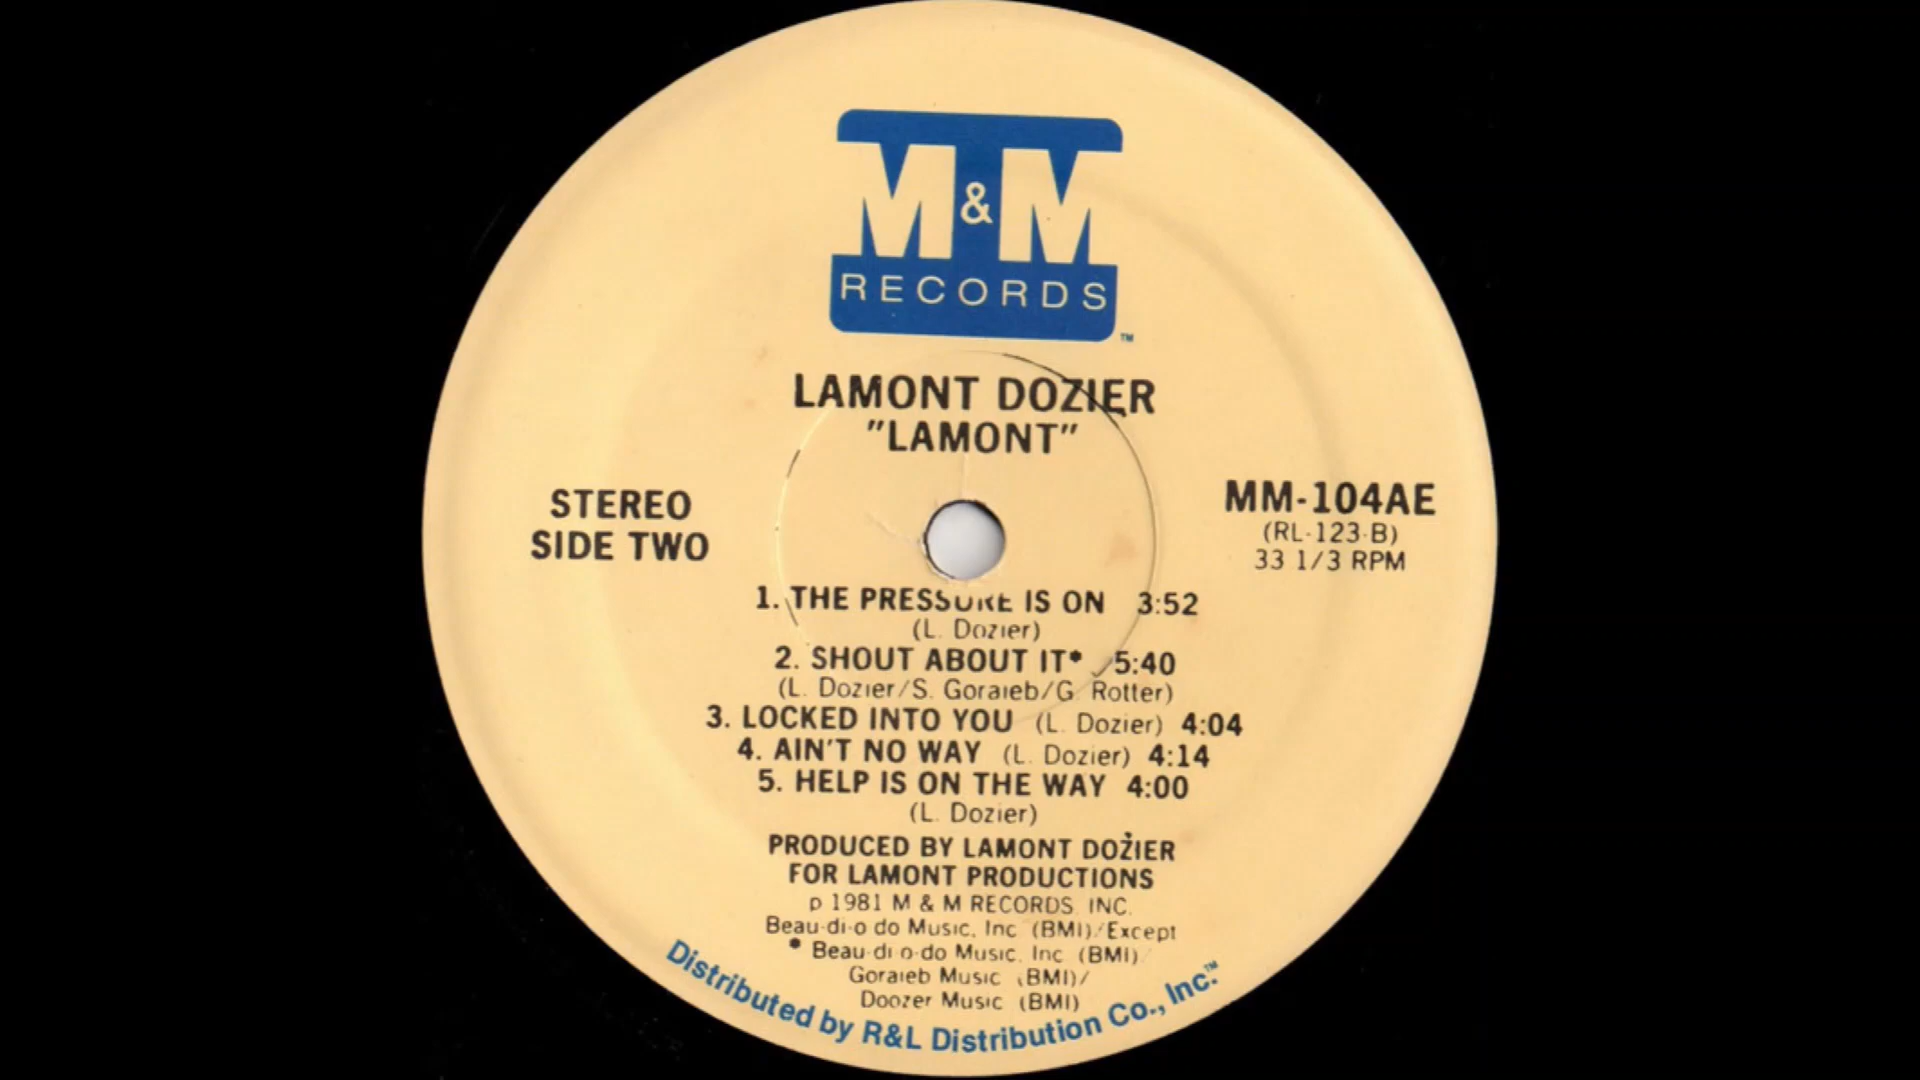 M&M
RECORDS
™
LAMONT DOZIER
"LAMONT"
STEREO
SIDE TWO
MM-104AE
(RL-123-B)
33 1/3 RPM
1. THE PRESSURE IS ON 3:52
(L. Dozier)
2. SHOUT ABOUT IT* 5:40
(L. Dozier/S. Goraieb/G. Rotter)
3. LOCKED INTO YOU (L. Dozier) 4:04
4. AIN'T NO WAY (L. Dozier) 4:14
5. HELP IS ON THE WAY 4:00
(L. Dozier)
PRODUCED BY LAMONT DOZIER
FOR LAMONT PRODUCTIONS
p 1981 M & M RECORDS, INC.
Beau-di-o-do Music, Inc. (BMI)/Except
* Beau-di-o-do Music, Inc. (BMI)/
Goraieb Music (BMI)/
Doozer Music (BMI)
Distributed by R&L Distribution Co., Inc.™